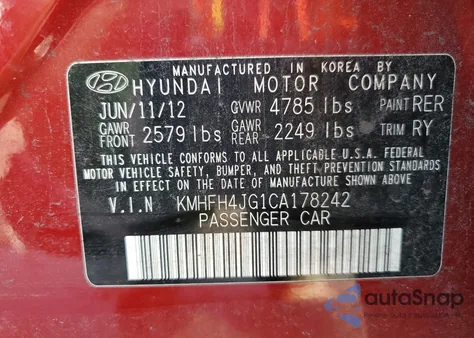 MANUFACTURED IN KOREA BY
HYUNDAI MOTOR COMPANY
JUN/11/12 GVWR 4785 lbs PAINT RER
GAWR FRONT 2579 lbs GAWR REAR 2249 lbs TRIM RY
THIS VEHICLE CONFORMS TO ALL APPLICABLE U.S.A. FEDERAL
MOTOR VEHICLE SAFETY, BUMPER, AND THEFT PREVENTION STANDARDS
IN EFFECT ON THE DATE OF MANUFACTURE SHOWN ABOVE.
V.I.N KMHFH4JG1CA178242
PASSENGER CAR
autoSnap